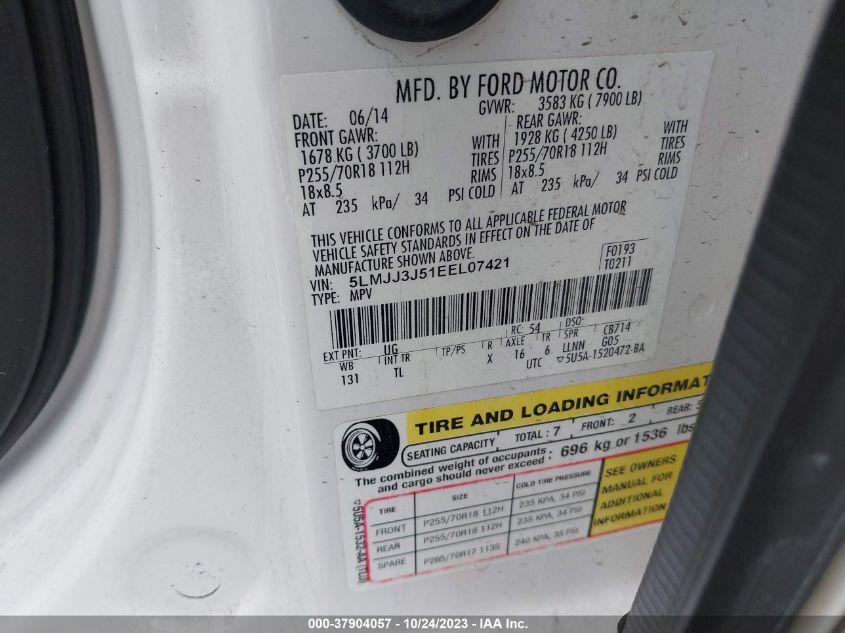 MFD. BY FORD MOTOR CO.
DATE: 06/14 GVWR: 3583 KG ( 7900 LB)
FRONT GAWR: REAR GAWR:
1678 KG ( 3700 LB) WITH 1928 KG ( 4250 LB) WITH
P255/70R18 112H TIRES P255/70R18 112H TIRES
18x8.5 RIMS 18x8.5 RIMS
AT 235 kPa/ 34 PSI COLD AT 235 kPa/ 34 PSI COLD
THIS VEHICLE CONFORMS TO ALL APPLICABLE FEDERAL MOTOR
VEHICLE SAFETY STANDARDS IN EFFECT ON THE DATE OF
MANUFACTURE SHOWN ABOVE.
VIN: 5LMJJ3J51EEL07421 F0193
TYPE: MPV T0211
EXT PNT: UG RC: 54 DSO: CB714
WB INT TR TP/PS R AXLE TR SPR G05
131 TL X 16 6 LLNN
UTC ▽5U5A-1520472-BA
TIRE AND LOADING INFORMAT
SEATING CAPACITY TOTAL: 7 FRONT: 2 REAR: 5
The combined weight of occupants and cargo should never exceed : 696 kg or 1536 lbs
TIRE SIZE COLD TIRE PRESSURE
FRONT P255/70R18 112H 235 KPA, 34 PSI
REAR P255/70R18 112H 235 KPA, 34 PSI
SPARE P265/70R17 113S 240 KPA, 35 PSI
SEE OWNERS
MANUAL FOR
ADDITIONAL
INFORMATION
▽5U5A-1532-AA (TLU)
000-37904057 - 10/24/2023 - IAA Inc.